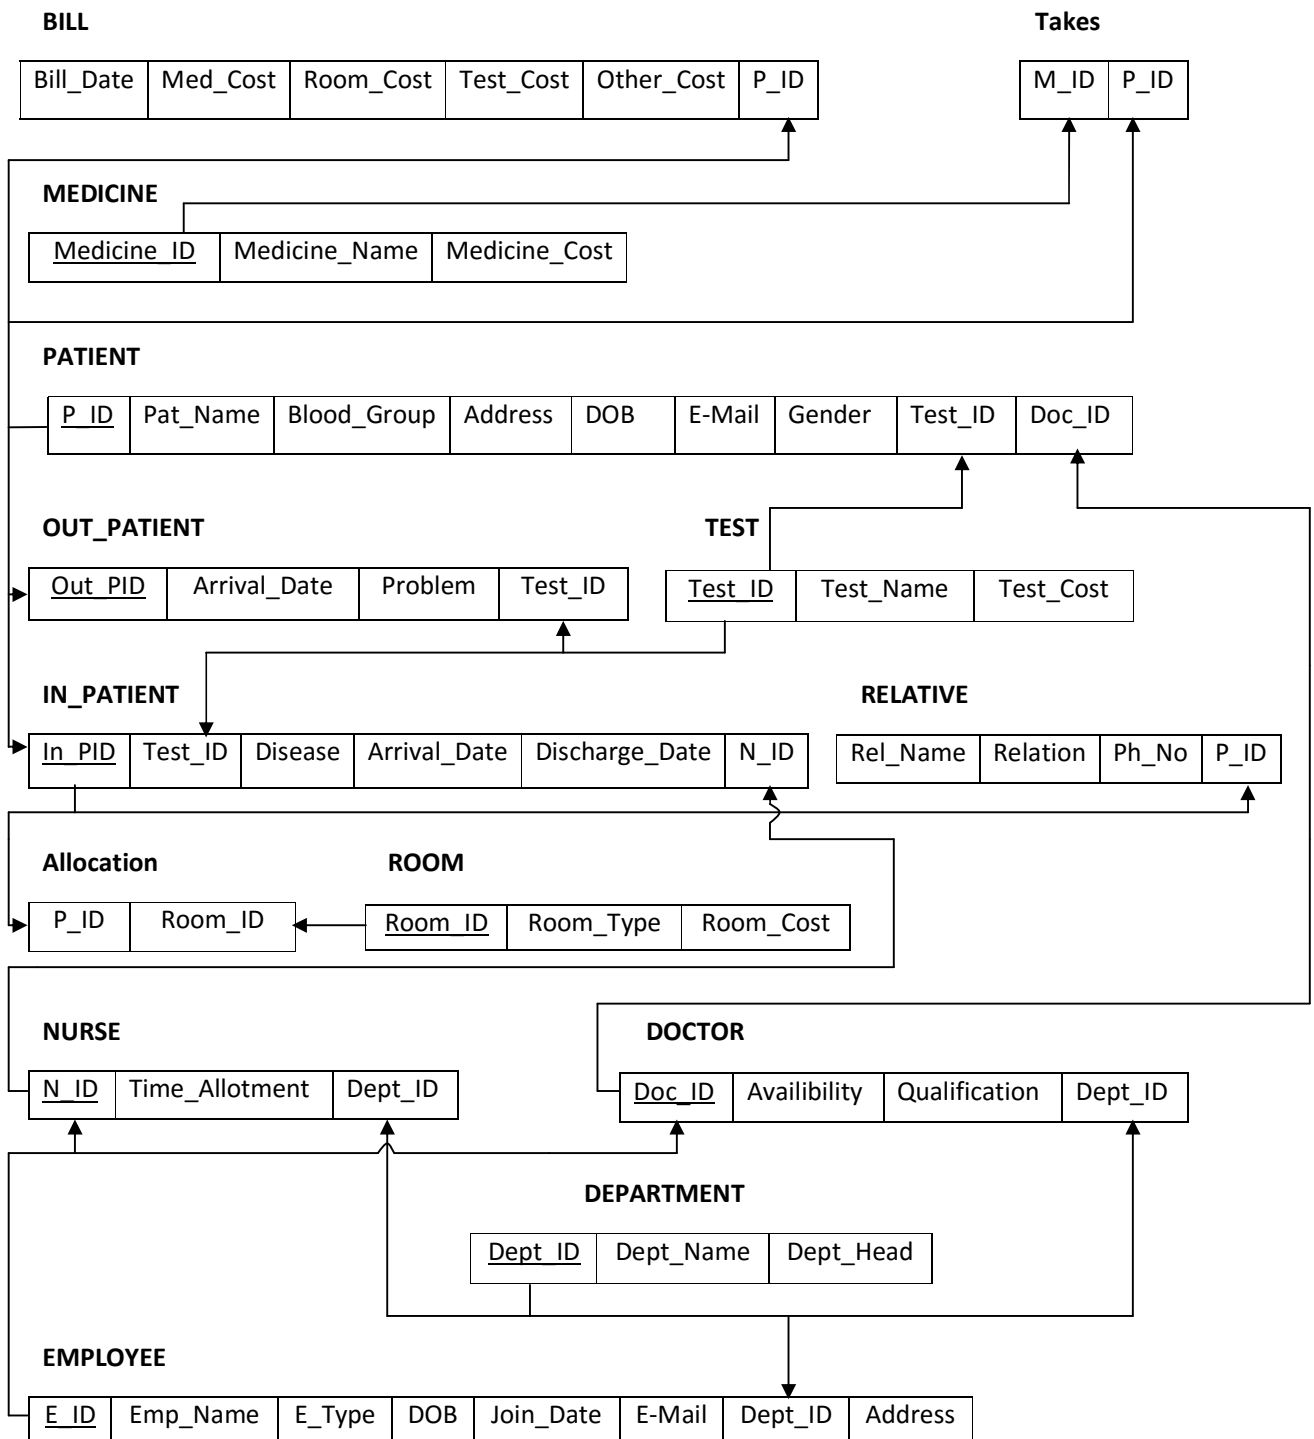 BILL Takes
Bill_Date Med_Cost Room_Cost Test_Cost Other_Cost P_ID M_ID P_ID
MEDICINE
Medicine_ID Medicine_Name Medicine_Cost
PATIENT
P_ID Pat_Name Blood_Group Address DOB E-Mail Gender Test_ID Doc_ID
OUT_PATIENT TEST
Out_PID Arrival_Date Problem Test_ID Test_ID Test_Name Test_Cost
IN_PATIENT RELATIVE
In_PID Test_ID Disease Arrival_Date Discharge_Date N_ID Rel_Name Relation Ph_No P_ID
Allocation ROOM
P_ID Room_ID Room_ID Room_Type Room_Cost
NURSE DOCTOR
N_ID Time_Allotment Dept_ID Doc_ID Availibility Qualification Dept_ID
DEPARTMENT
Dept_ID Dept_Name Dept_Head
EMPLOYEE
E_ID Emp_Name E_Type DOB Join_Date E-Mail Dept_ID Address